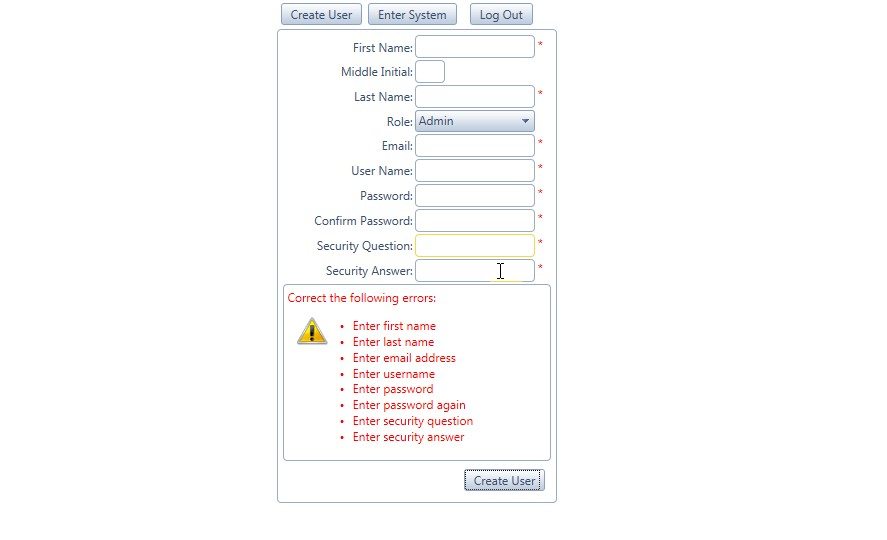 Create User Enter System Log Out
First Name: *
Middle Initial:
Last Name: *
Role: Admin
Email: *
User Name: *
Password: *
Confirm Password: *
Security Question: *
Security Answer: *
Correct the following errors:
• Enter first name
• Enter last name
• Enter email address
• Enter username
• Enter password
• Enter password again
• Enter security question
• Enter security answer
Create User